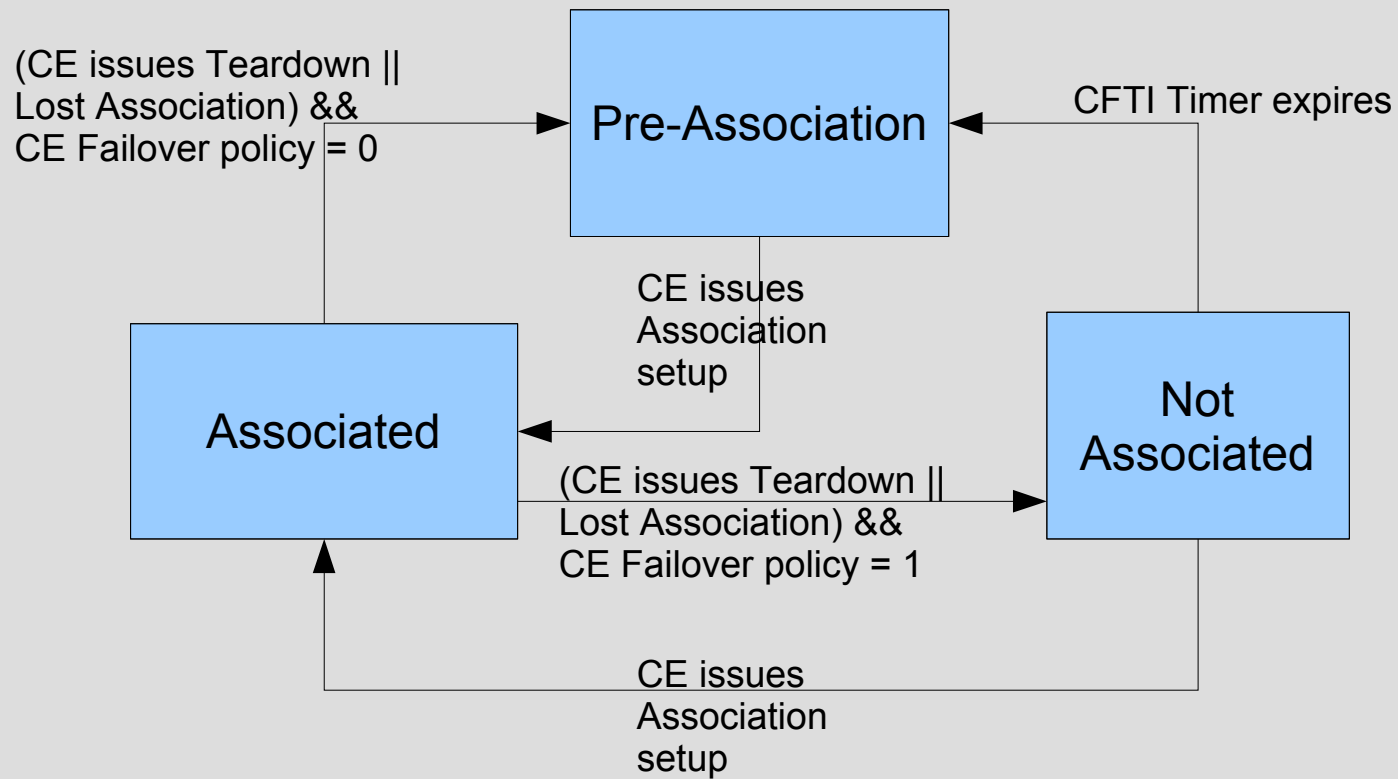 (CE issues Teardown ||
Lost Association) &&
CE Failover policy = 0
Pre-Association
CFTI Timer expires
CE issues
Association
setup
Associated
Not
Associated
(CE issues Teardown ||
Lost Association) &&
CE Failover policy = 1
CE issues
Association
setup